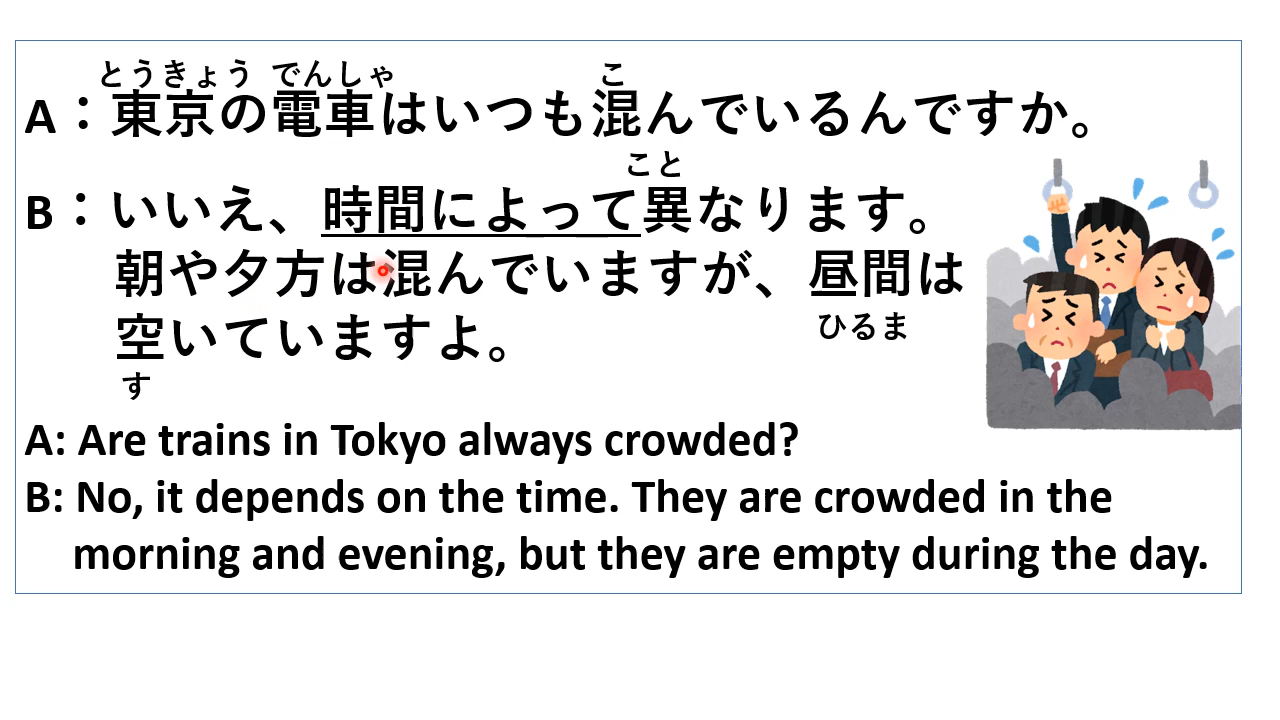 とうきょう でんしゃ こ
A：東京の電車はいつも混んでいるんですか。
こと
B：いいえ、時間によって異なります。
朝や夕方は混んでいますが、昼間は
ひるま
空いていますよ。
す
A: Are trains in Tokyo always crowded?
B: No, it depends on the time. They are crowded in the
morning and evening, but they are empty during the day.